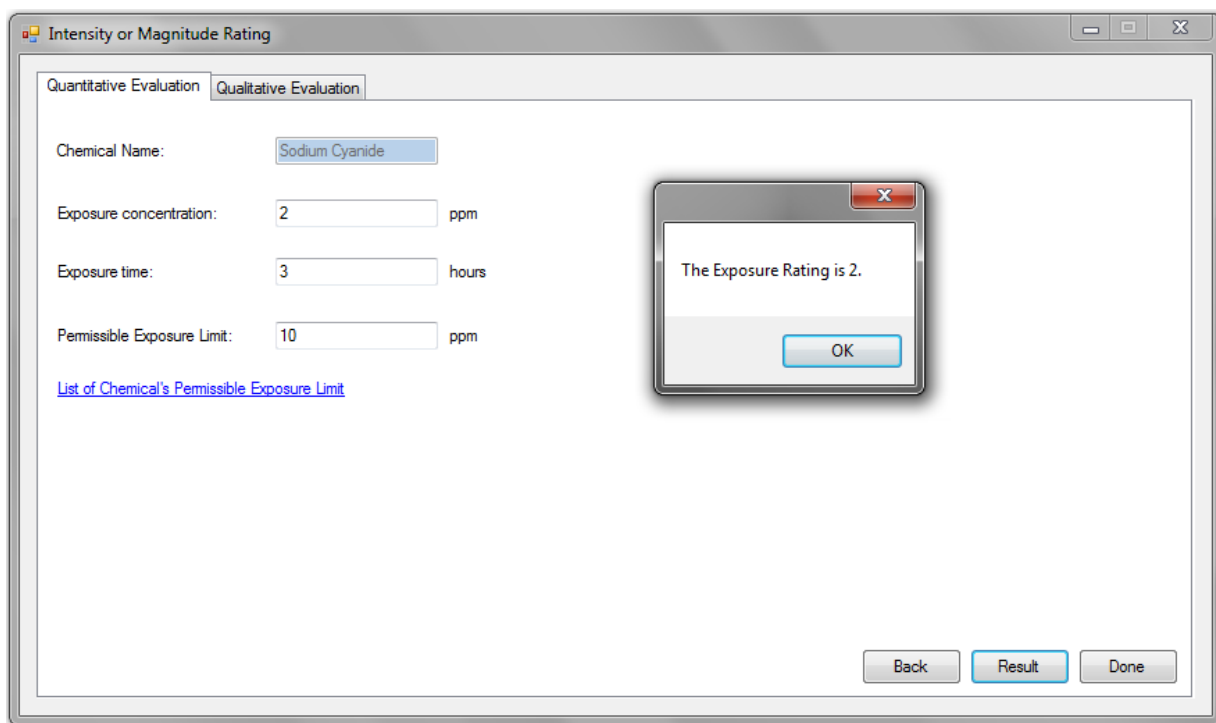 Intensity or Magnitude Rating
Quantitative Evaluation Qualitative Evaluation
Chemical Name: Sodium Cyanide
Exposure concentration: 2 ppm
The Exposure Rating is 2.
Exposure time: 3 hours
Permissible Exposure Limit: 10 ppm
OK
List of Chemical's Permissible Exposure Limit
Back Result Done